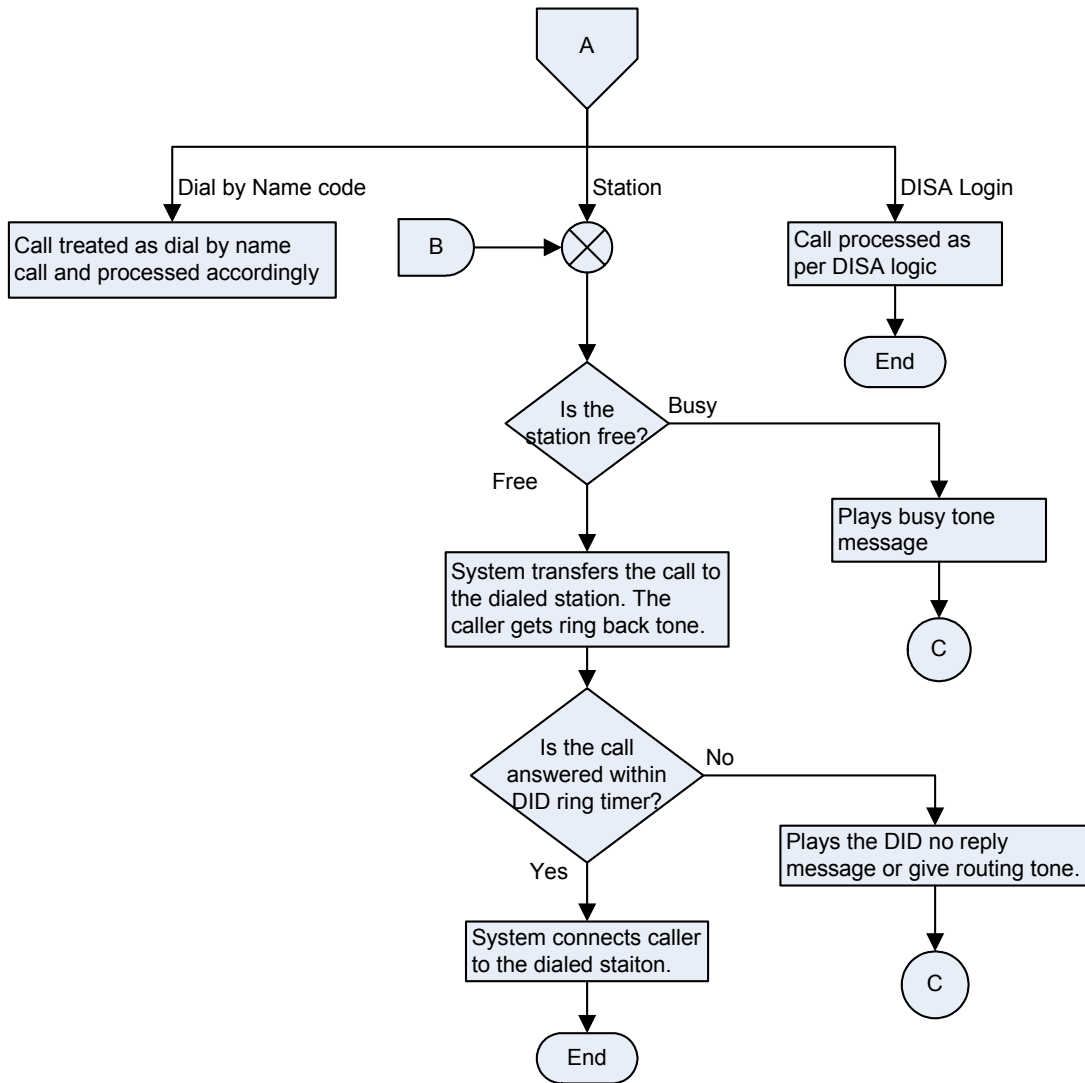 A
Dial by Name code
Station
DISA Login
Call treated as dial by name
call and processed accordingly
B
Call processed as
per DISA logic
End
Is the
station free?
Busy
Free
Plays busy tone
message
System transfers the call to
the dialed station. The
caller gets ring back tone.
C
Is the call
answered within
DID ring timer?
No
Yes
Plays the DID no reply
message or give routing tone.
System connects caller
to the dialed staiton.
C
End